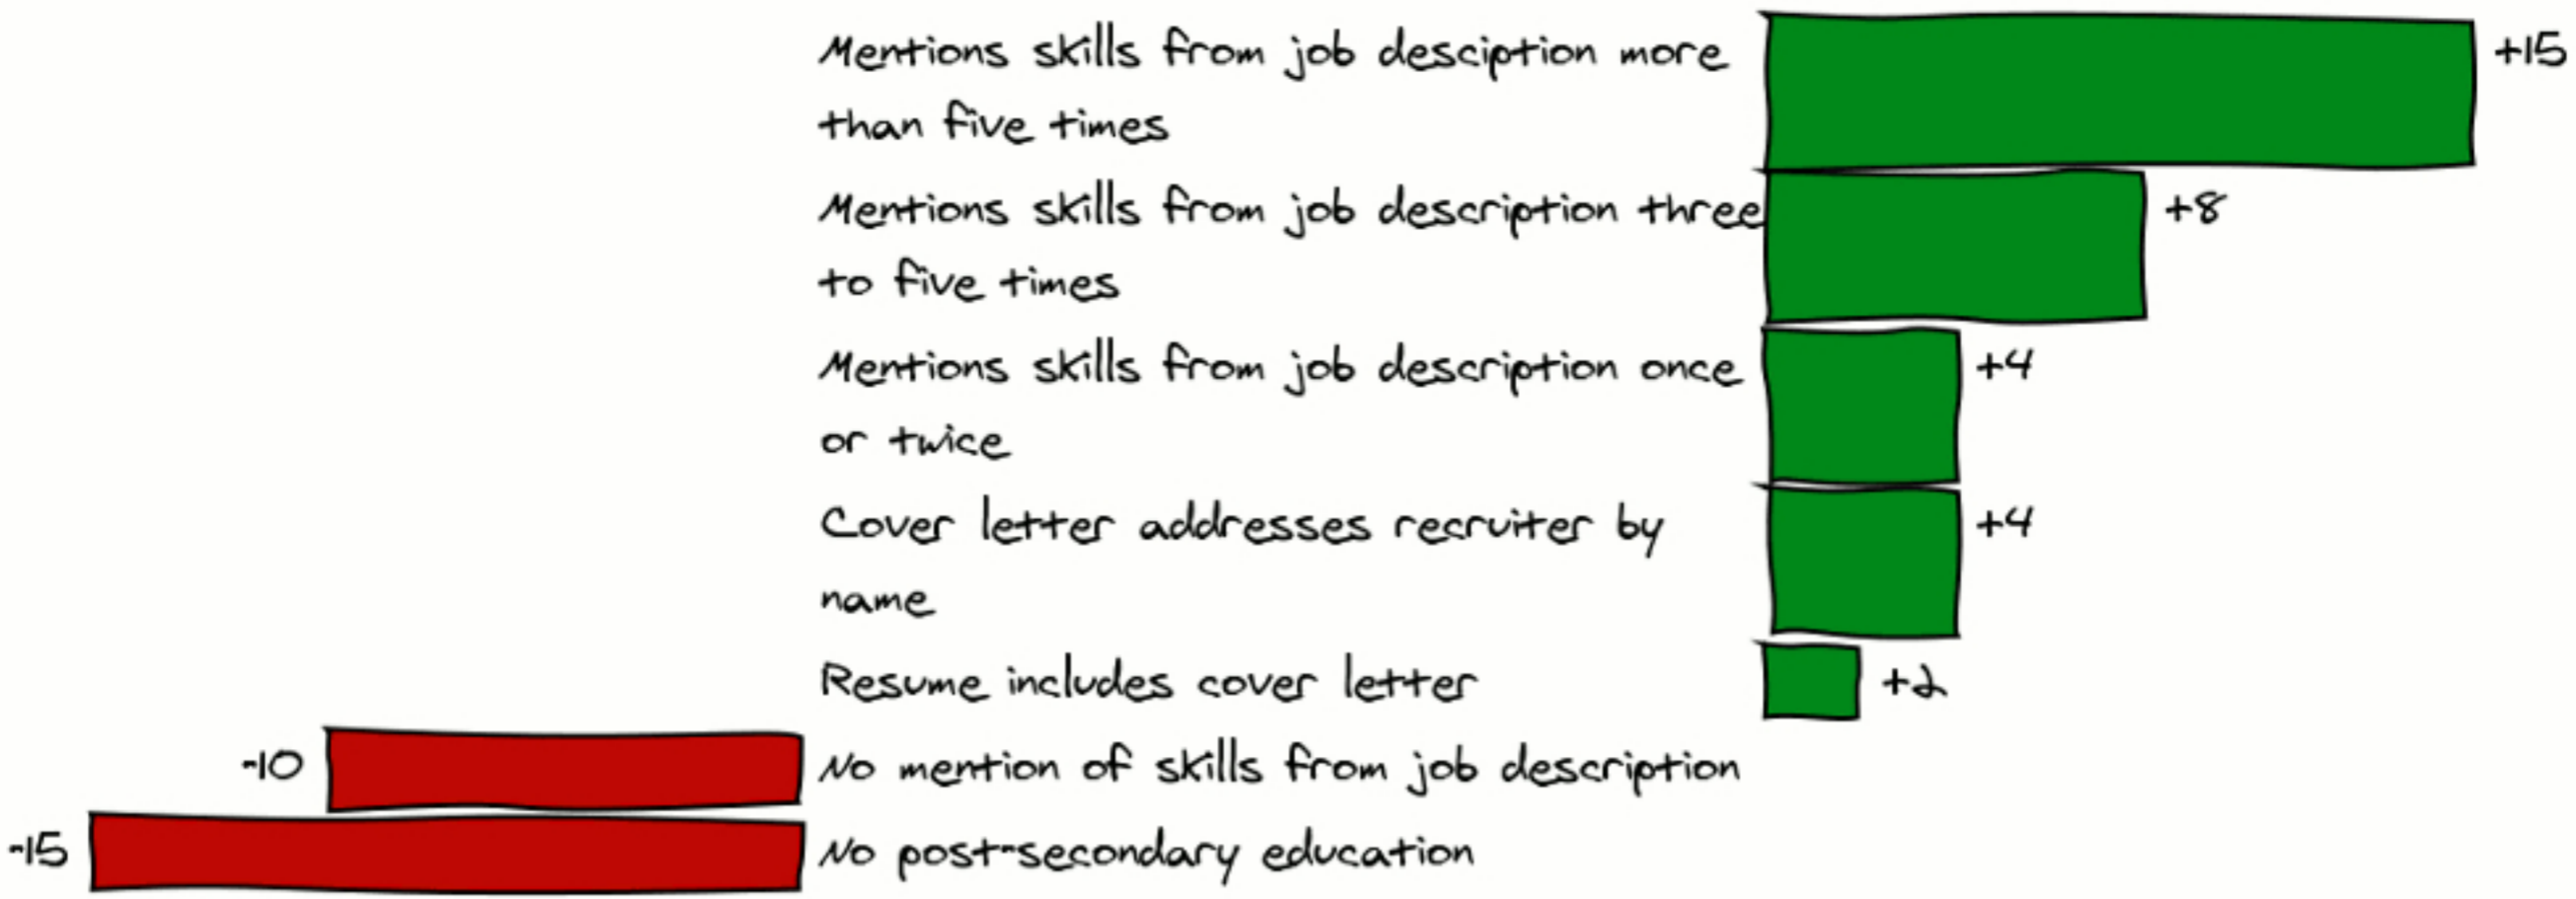 Mentions skills from job desciption more +15
than five times
Mentions skills from job description three +8
to five times
Mentions skills from job description once +4
or twice
Cover letter addresses recruiter by +4
name
Resume includes cover letter +2
-10 No mention of skills from job description
-15 No post-secondary education